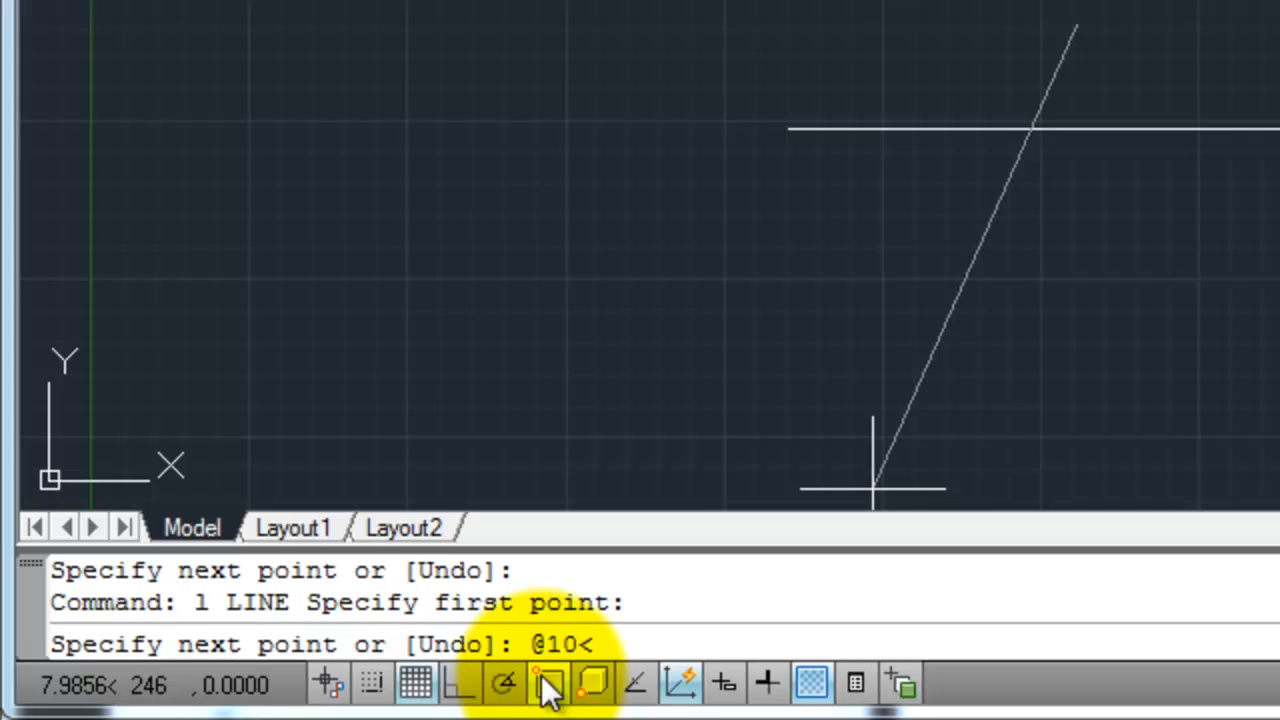 Y
X
Model Layout1 Layout2
Specify next point or [Undo]:
Command: l LINE Specify first point:
Specify next point or [Undo]: @10<
7.9856< 246 , 0.0000